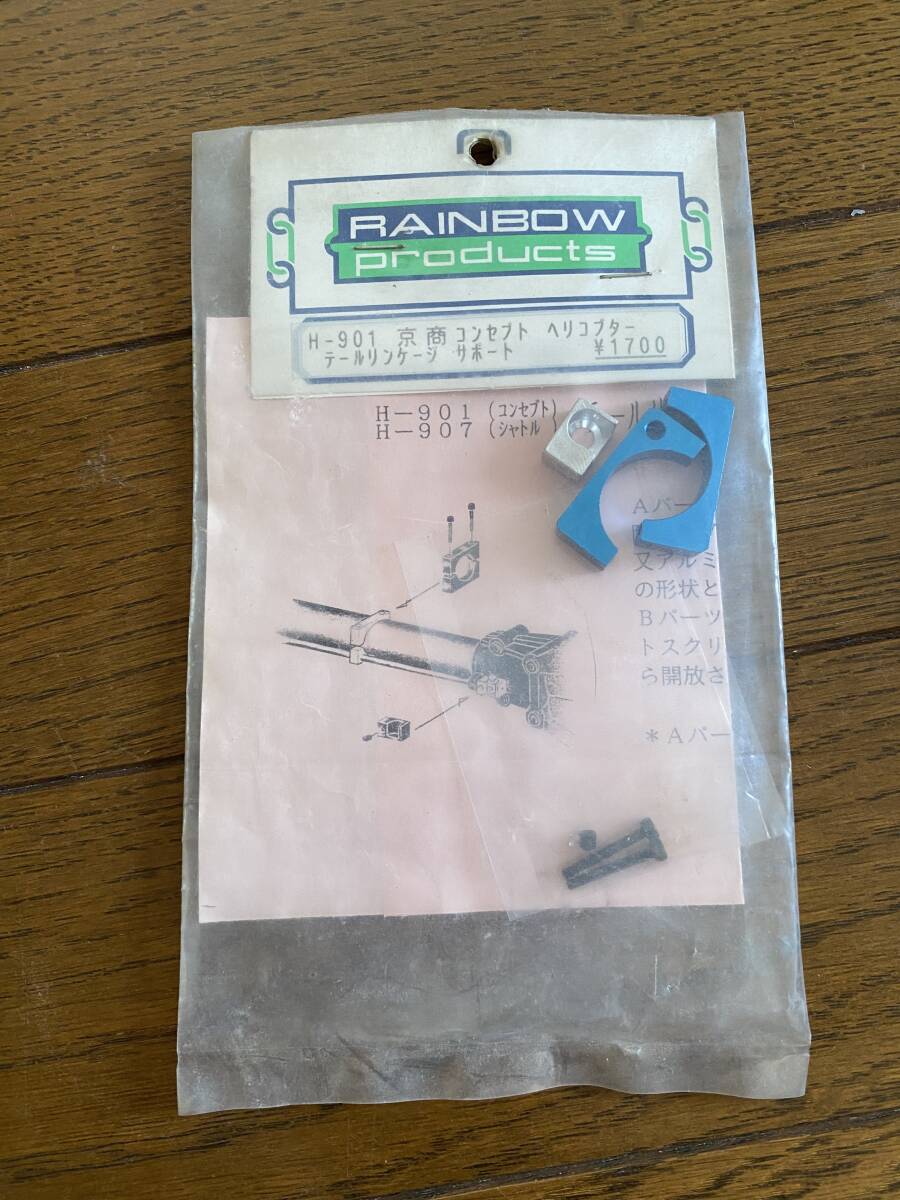 RAINBOW
products
H-901 京商 コンセプト ヘリコプター
テールリンケージ サポート ¥1700
H-901 (コンセプト)
H-907 (シャトル)
Aパー
又アルミ
の形状と
Bパーツ
トスクリ
ら開放さ
*Aパー